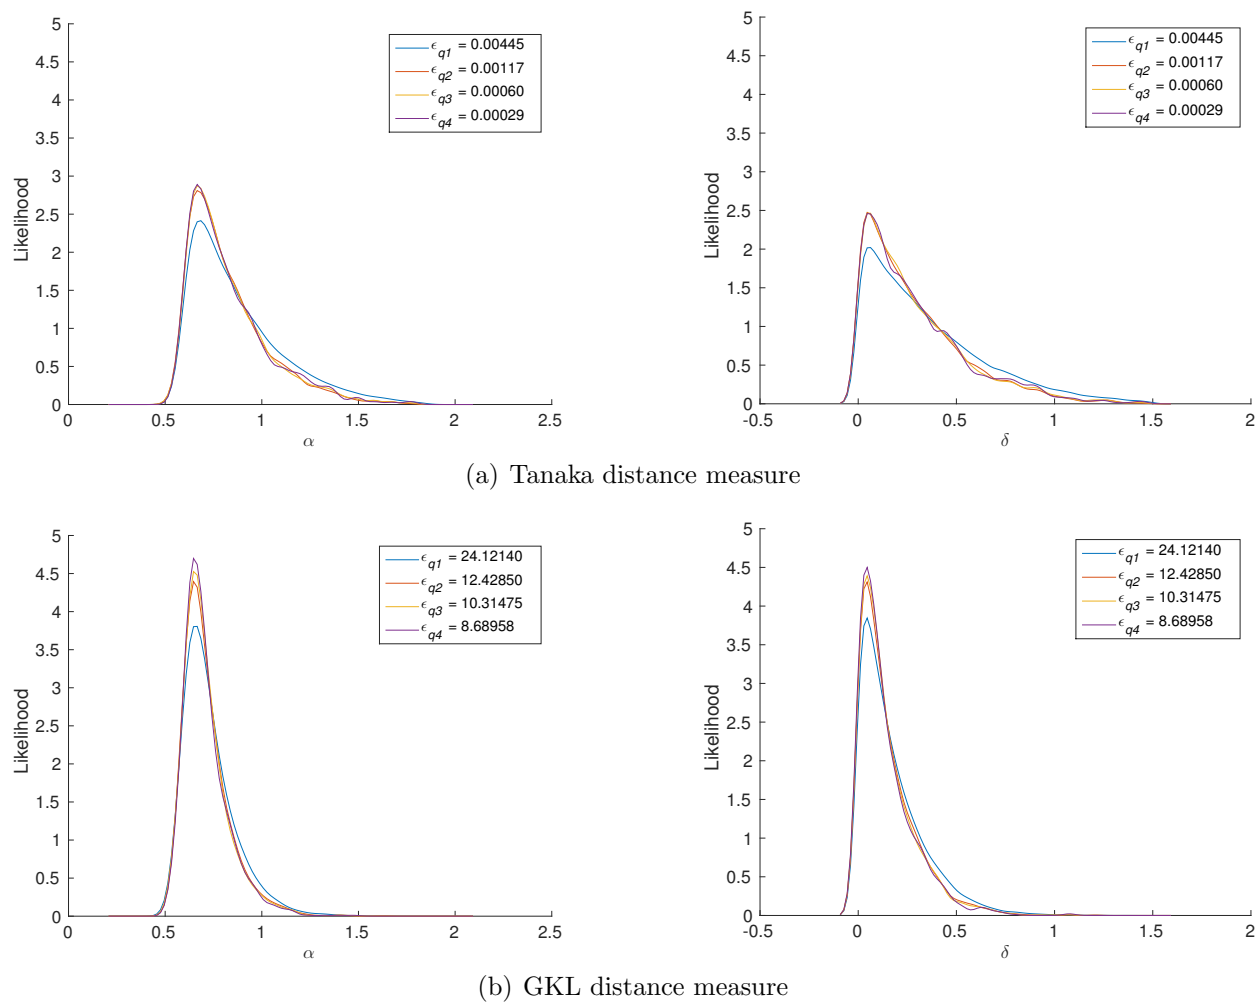 5
4.5
4
3.5
3
2.5
2
1.5
1
0.5
0
Likelihood
0 0.5 1 1.5 2 2.5
α
ϵq1 = 0.00445
ϵq2 = 0.00117
ϵq3 = 0.00060
ϵq4 = 0.00029
5
4.5
4
3.5
3
2.5
2
1.5
1
0.5
0
Likelihood
-0.5 0 0.5 1 1.5 2
δ
ϵq1 = 0.00445
ϵq2 = 0.00117
ϵq3 = 0.00060
ϵq4 = 0.00029
(a) Tanaka distance measure
5
4.5
4
3.5
3
2.5
2
1.5
1
0.5
0
Likelihood
0 0.5 1 1.5 2 2.5
α
ϵq1 = 24.12140
ϵq2 = 12.42850
ϵq3 = 10.31475
ϵq4 = 8.68958
5
4.5
4
3.5
3
2.5
2
1.5
1
0.5
0
Likelihood
-0.5 0 0.5 1 1.5 2
δ
ϵq1 = 24.12140
ϵq2 = 12.42850
ϵq3 = 10.31475
ϵq4 = 8.68958
(b) GKL distance measure